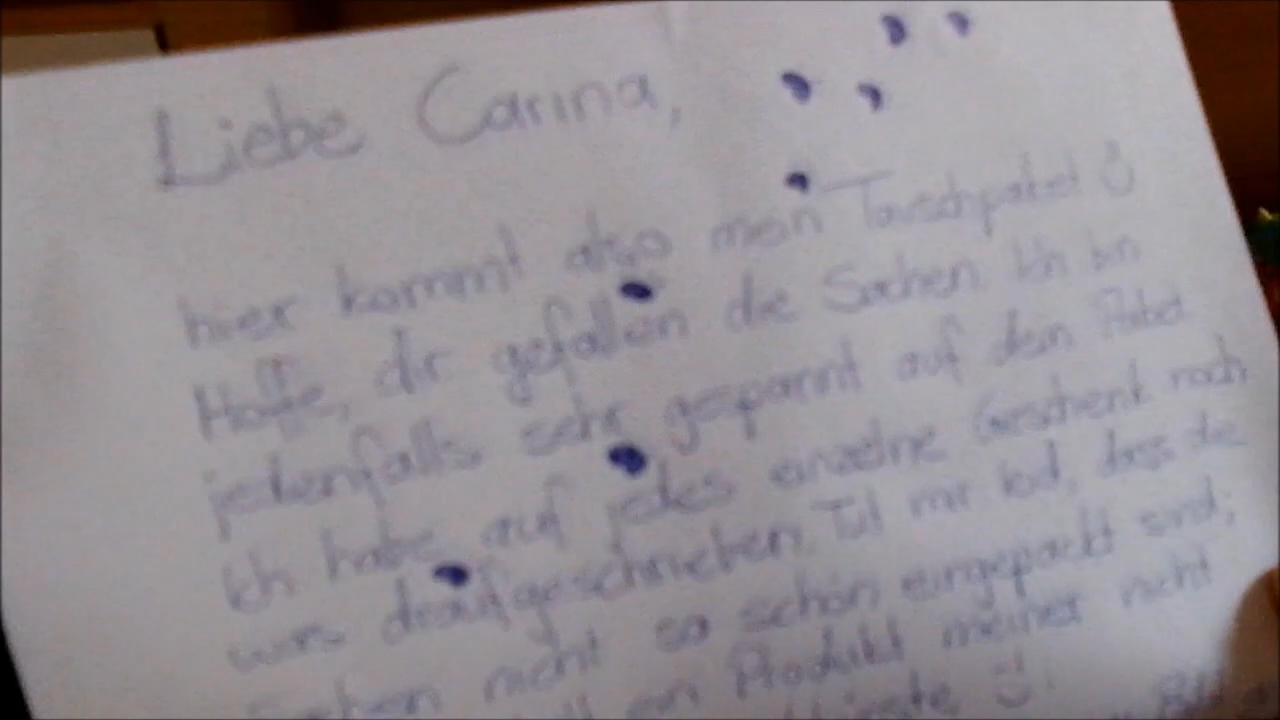 Liebe Carina,
hier kommt also mein Tauschpaket
Hoffe, dir gefallen die Sachen. Ich bin
jedenfalls sehr gespannt auf dein Paket
Ich habe auf jedes einzelne Geschenk noch
was draufgeschrieben. Tut mir leid, dass die
Sachen nicht so schön eingepackt sind;
ein Produkt meiner nicht